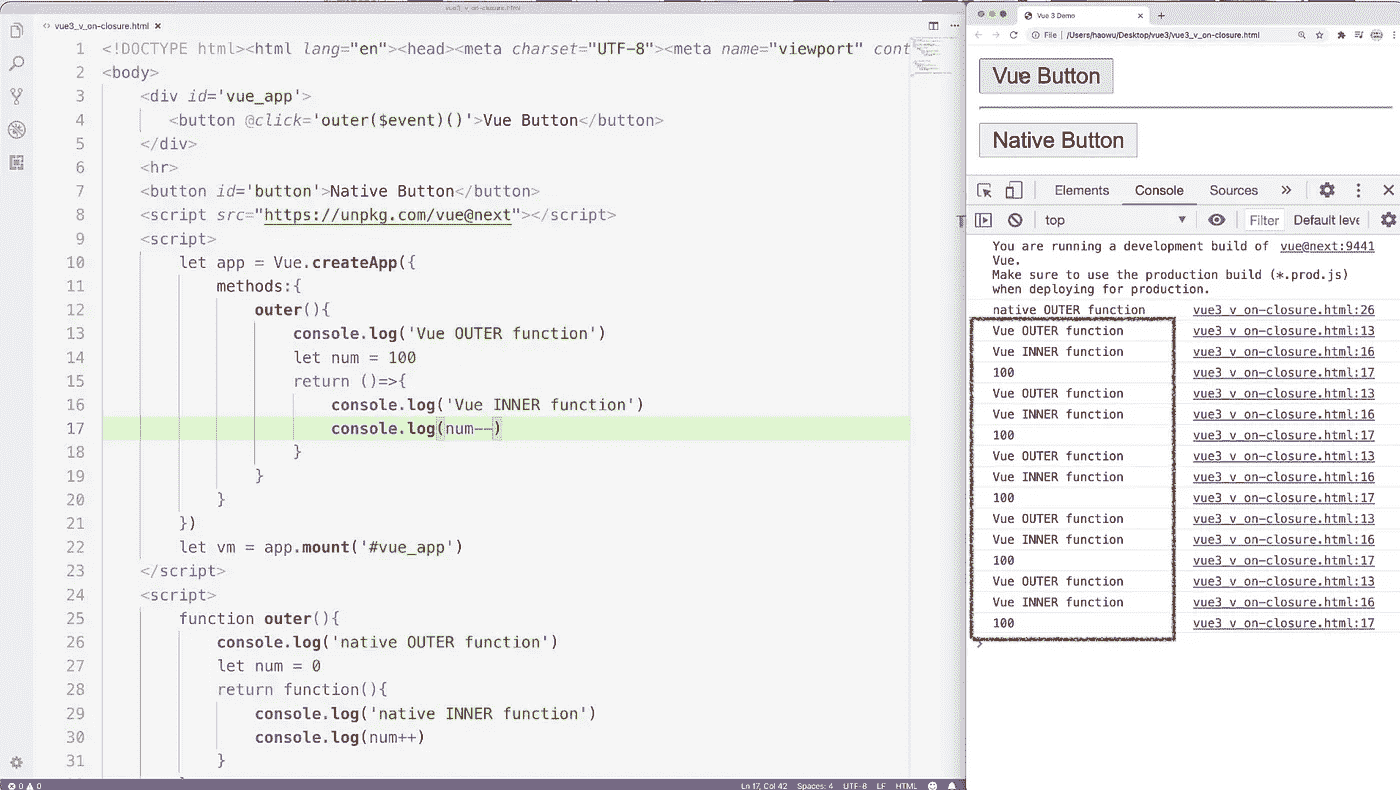 vue3_v_on-closure.html
vue3_v_on-closure.html
1 <!DOCTYPE html><html lang="en"><head><meta charset="UTF-8"><meta name="viewport" cont
2 <body>
3 <div id='vue_app'>
4 <button @click='outer($event)()'>Vue Button</button>
5 </div>
6 <hr>
7 <button id='button'>Native Button</button>
8 <script src="https://unpkg.com/vue@next"></script>
9 <script>
10 let app = Vue.createApp({
11 methods:{
12 outer(){
13 console.log('Vue OUTER function')
14 let num = 100
15 return ()=>{
16 console.log('Vue INNER function')
17 console.log(num--)
18 }
19 }
20 }
21 })
22 let vm = app.mount('#vue_app')
23 </script>
24 <script>
25 function outer(){
26 console.log('native OUTER function')
27 let num = 0
28 return function(){
29 console.log('native INNER function')
30 console.log(num++)
31 }
0 0 Ln 17, Col 42 Spaces: 4 UTF-8 LF HTML
Vue 3 Demo
File | /Users/haowu/Desktop/vue3/vue3_v_on-closure.html
Vue Button
Native Button
Elements Console Sources »
top Filter Default leve
You are running a development build of vue@next:9441
Vue.
Make sure to use the production build (*.prod.js)
when deploying for production.
native OUTER function vue3_v_on-closure.html:26
Vue OUTER function vue3_v_on-closure.html:13
Vue INNER function vue3_v_on-closure.html:16
100 vue3_v_on-closure.html:17
Vue OUTER function vue3_v_on-closure.html:13
Vue INNER function vue3_v_on-closure.html:16
100 vue3_v_on-closure.html:17
Vue OUTER function vue3_v_on-closure.html:13
Vue INNER function vue3_v_on-closure.html:16
100 vue3_v_on-closure.html:17
Vue OUTER function vue3_v_on-closure.html:13
Vue INNER function vue3_v_on-closure.html:16
100 vue3_v_on-closure.html:17
Vue OUTER function vue3_v_on-closure.html:13
Vue INNER function vue3_v_on-closure.html:16
100 vue3_v_on-closure.html:17